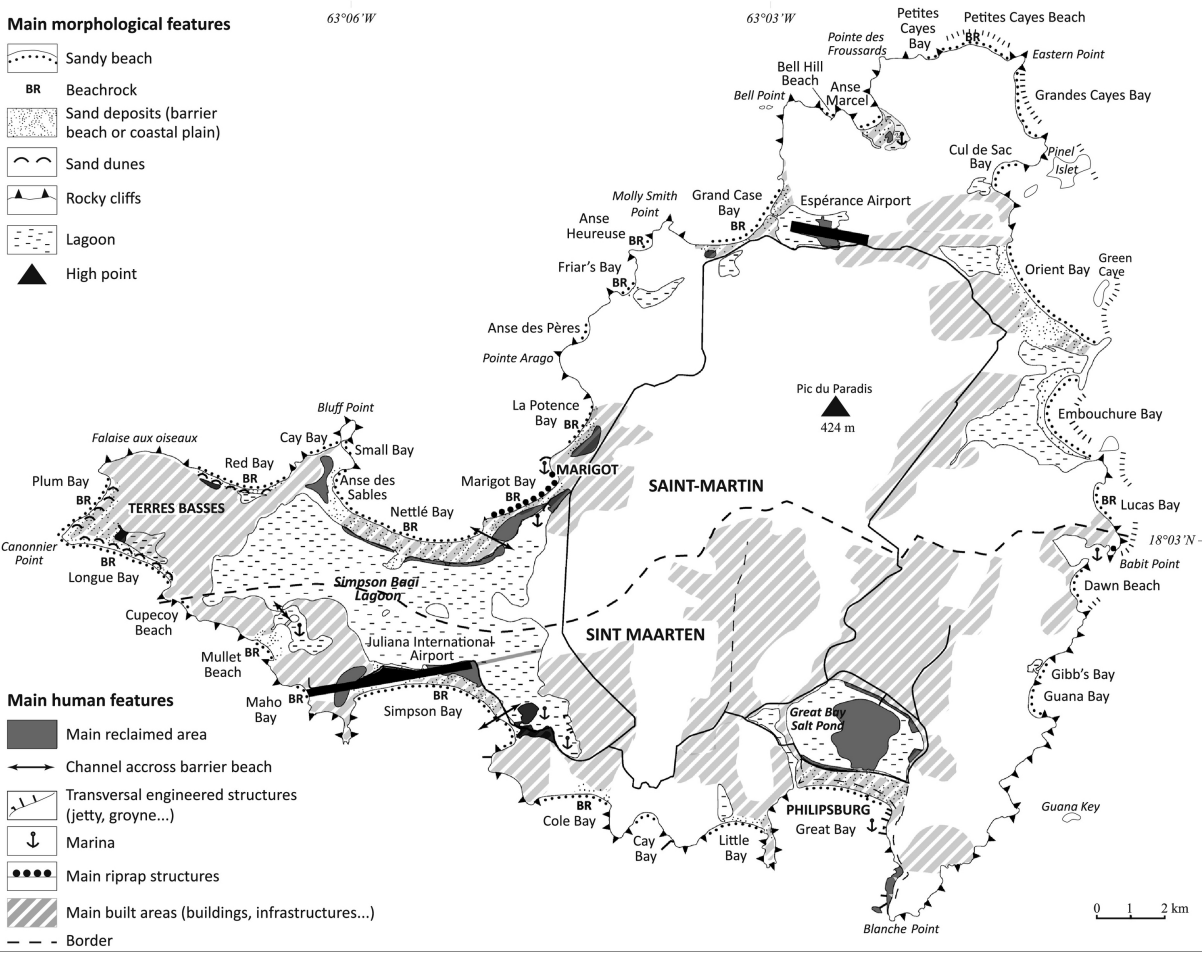 63°06'W
63°03'W
Main morphological features
Sandy beach
BR
Beachrock
Sand deposits (barrier
beach or coastal plain)
Sand dunes
Rocky cliffs
Lagoon
High point
Petites
Cayes
Bay
Petites Cayes Beach
BR
Pointe des
Froussards
Eastern Point
Bell Hill
Beach
Anse
Marcel
Bell Point
Grandes Cayes Bay
Cul de Sac
Bay
Pinel
Islet
Molly Smith
Point
Grand Case
Bay
BR
Espérance Airport
Anse
Heureuse
BR
Friar's Bay
BR
Orient Bay
Green
Caye
Anse des Pères
Pointe Arago
Pic du Paradis
424 m
La Potence
Bay
BR
Embouchure Bay
Bluff Point
Falaise aux oiseaux
Cay Bay
Small Bay
Red Bay
BR
Plum Bay
BR
Anse des
Sables
Marigot Bay
BR
MARIGOT
SAINT-MARTIN
TERRES BASSES
Nettlé Bay
BR
BR
Lucas Bay
Canonnier
Point
BR
Longue Bay
18°03'N
Babit Point
Simpson Baai
Lagoon
Dawn Beach
Cupecoy
Beach
SINT MAARTEN
Mullet
Beach
BR
Juliana International
Airport
Gibb's Bay
Guana Bay
Maho
Bay
BR
BR
Simpson Bay
Great Bay
Salt Pond
Main human features
Main reclaimed area
Channel accross barrier beach
Transversal engineered structures
(jetty, groyne...)
Marina
Main riprap structures
Main built areas (buildings, infrastructures...)
Border
BR
Cole Bay
Cay
Bay
Little
Bay
PHILIPSBURG
Great Bay
Guana Key
Blanche Point
0 1 2 km